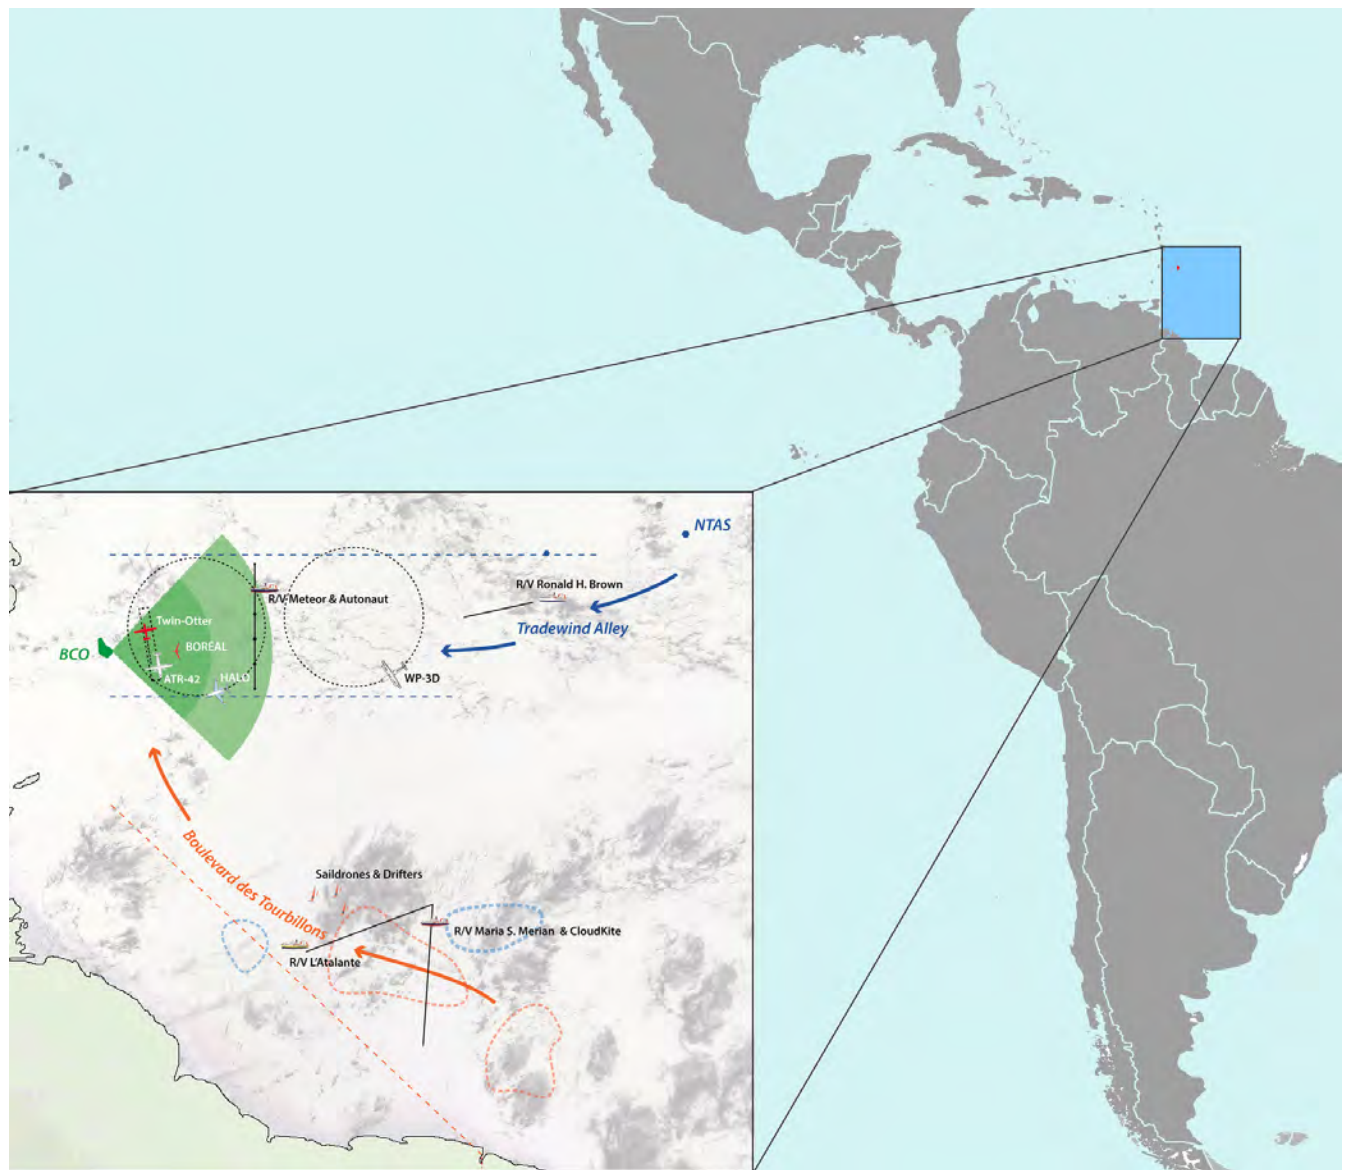 NTAS
R/V Ronald H. Brown
R/V Meteor & Autonaut
Twin-Otter
Tradewind Alley
BCO
BORÉAL
ATR-42
HALO
WP-3D
Boulevard des Tourbillons
Saildrones & Drifters
R/V Maria S. Merian & CloudKite
R/V L'Atalante